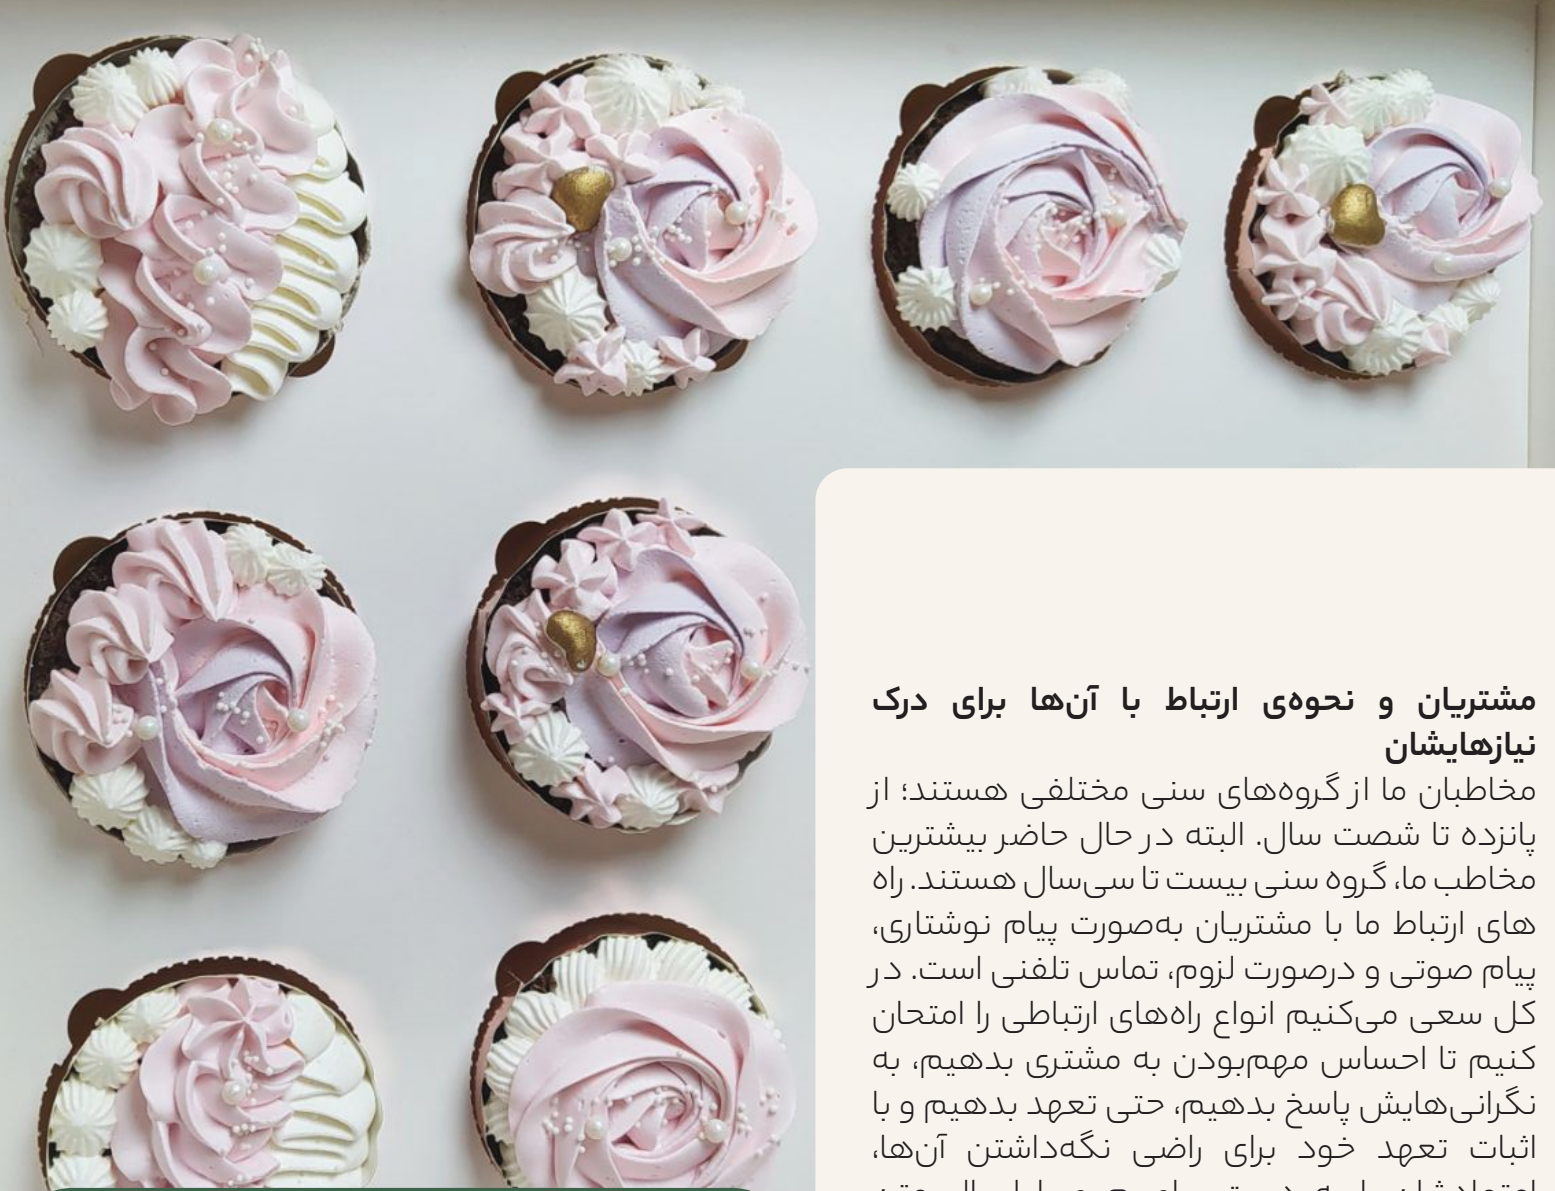 مشتریان و نحوه‌ی ارتباط با آن‌ها برای درک
نیازهایشان
مخاطبان ما از گروه‌های سنی مختلفی هستند؛ از
پانزده تا شصت سال. البته در حال حاضر بیشترین
مخاطب ما، گروه سنی بیست تا سی‌سال هستند. راه
های ارتباط ما با مشتریان به‌صورت پیام نوشتاری،
پیام صوتی و درصورت لزوم، تماس تلفنی است. در
کل سعی می‌کنیم انواع راه‌های ارتباطی را امتحان
کنیم تا احساس مهم‌بودن به مشتری بدهیم، به
نگرانی‌هایش پاسخ بدهیم، حتی تعهد بدهیم و با
اثبات تعهد خود برای راضی نگه‌داشتن آن‌ها،